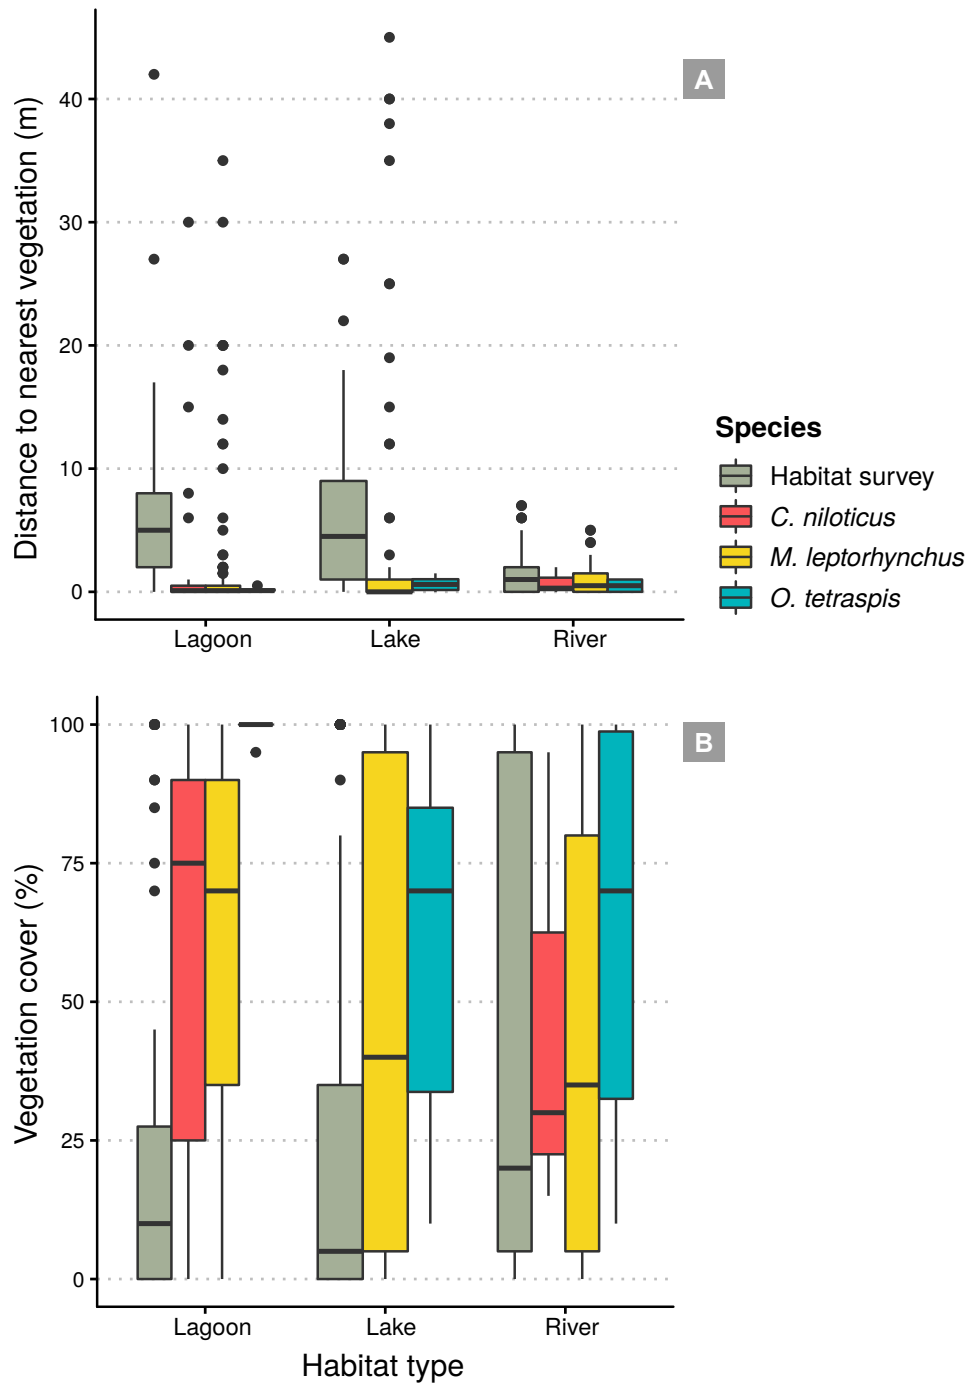 A
Distance to nearest vegetation (m)
40
30
20
10
0
Lagoon Lake River
Species
Habitat survey
C. niloticus
M. leptorhynchus
O. tetraspis
B
Vegetation cover (%)
100
75
50
25
0
Lagoon Lake River
Habitat type